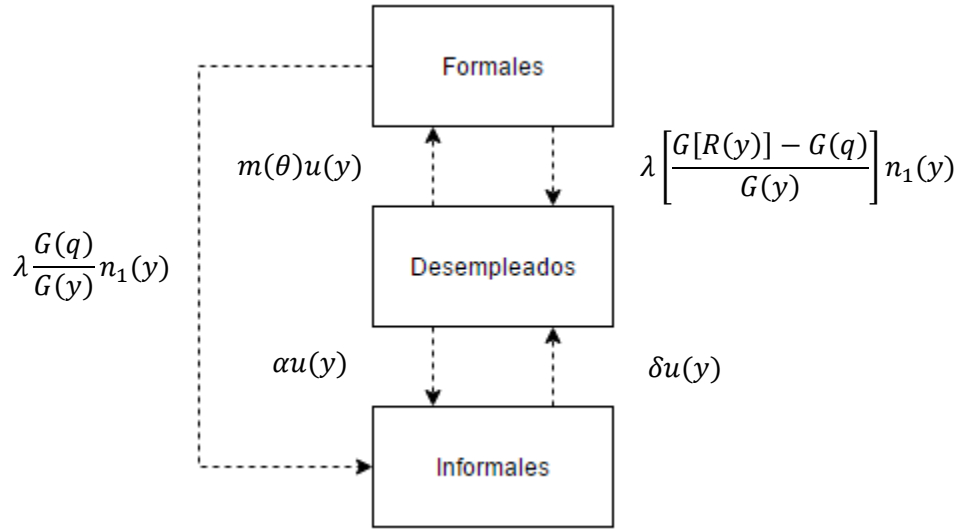 Formales
m(θ)u(y)
λ[(G[R(y)] − G(q))/G(y)]n₁(y)
Desempleados
λ(G(q)/G(y))n₁(y)
αu(y)
δu(y)
Informales